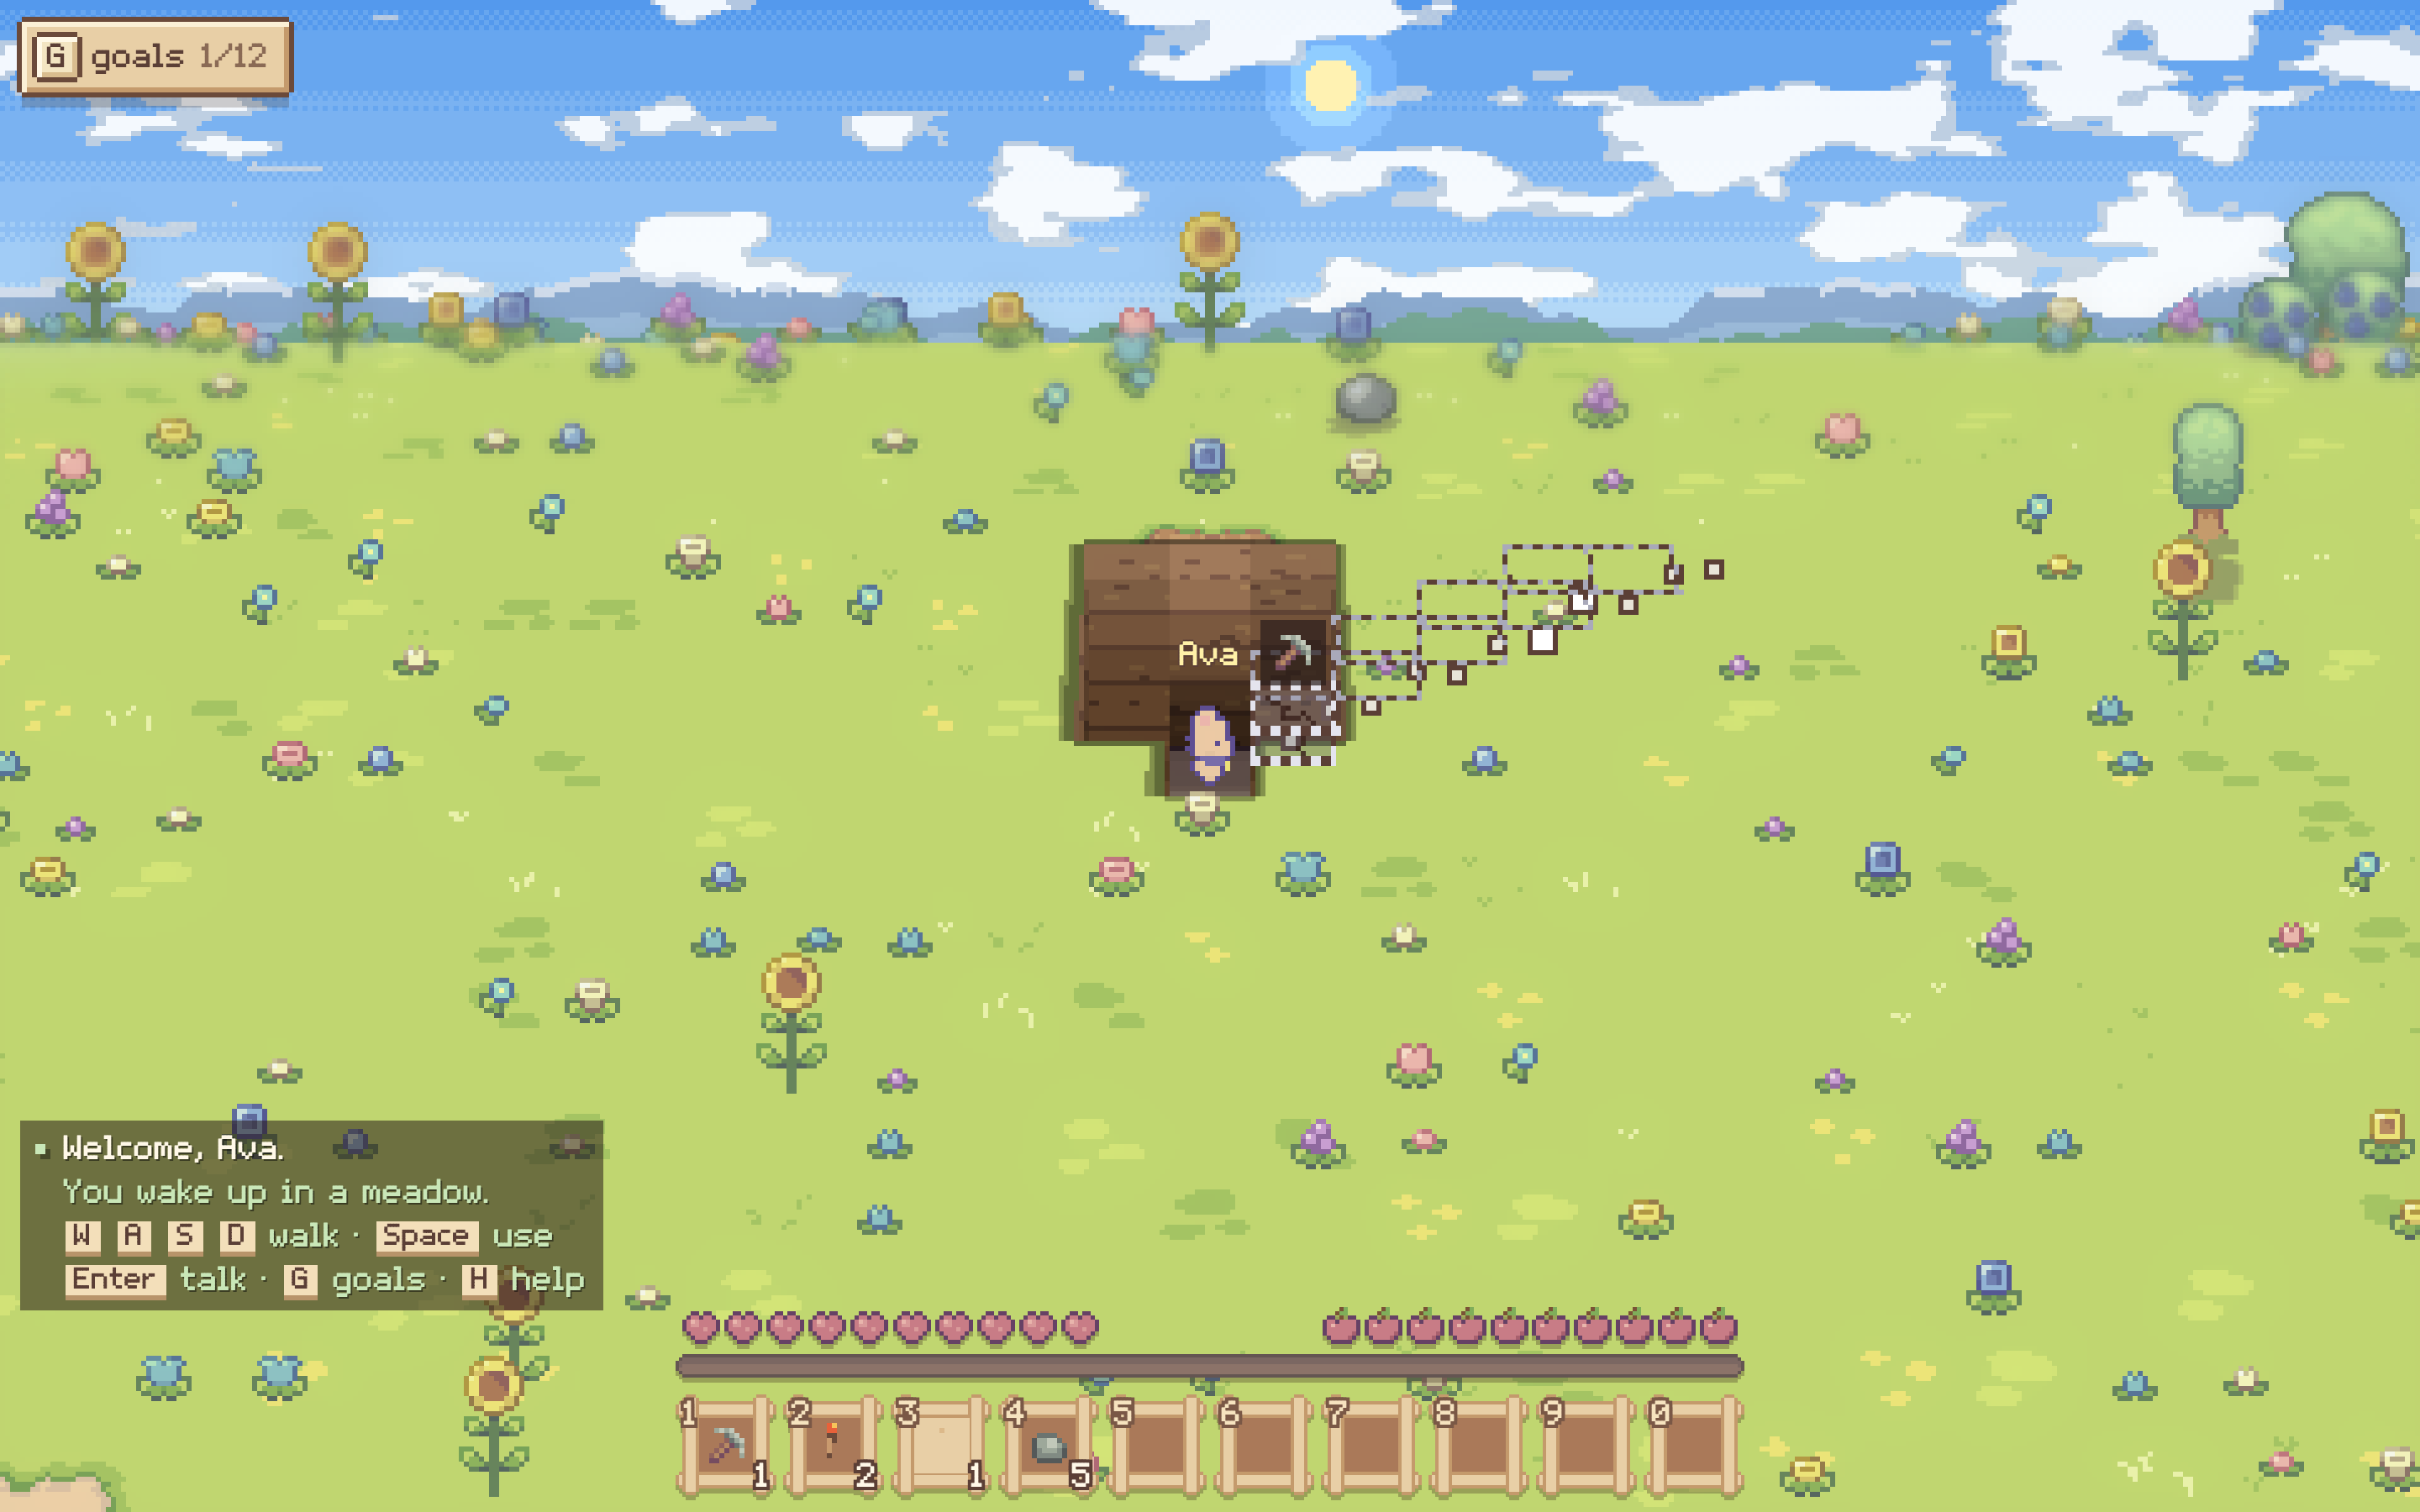 G goals 1/12
Ava
Welcome, Ava.
You wake up in a meadow.
W A S D walk · Space use
Enter talk · G goals · H help
1 2 3 4 5 6 7 8 9 0
1 2 1 5